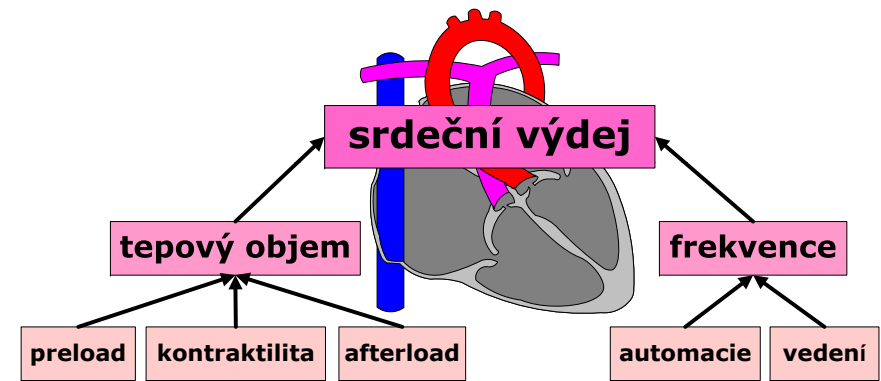 srdeční výdej
tepový objem
frekvence
preload
kontraktilita
afterload
automacie
vedení